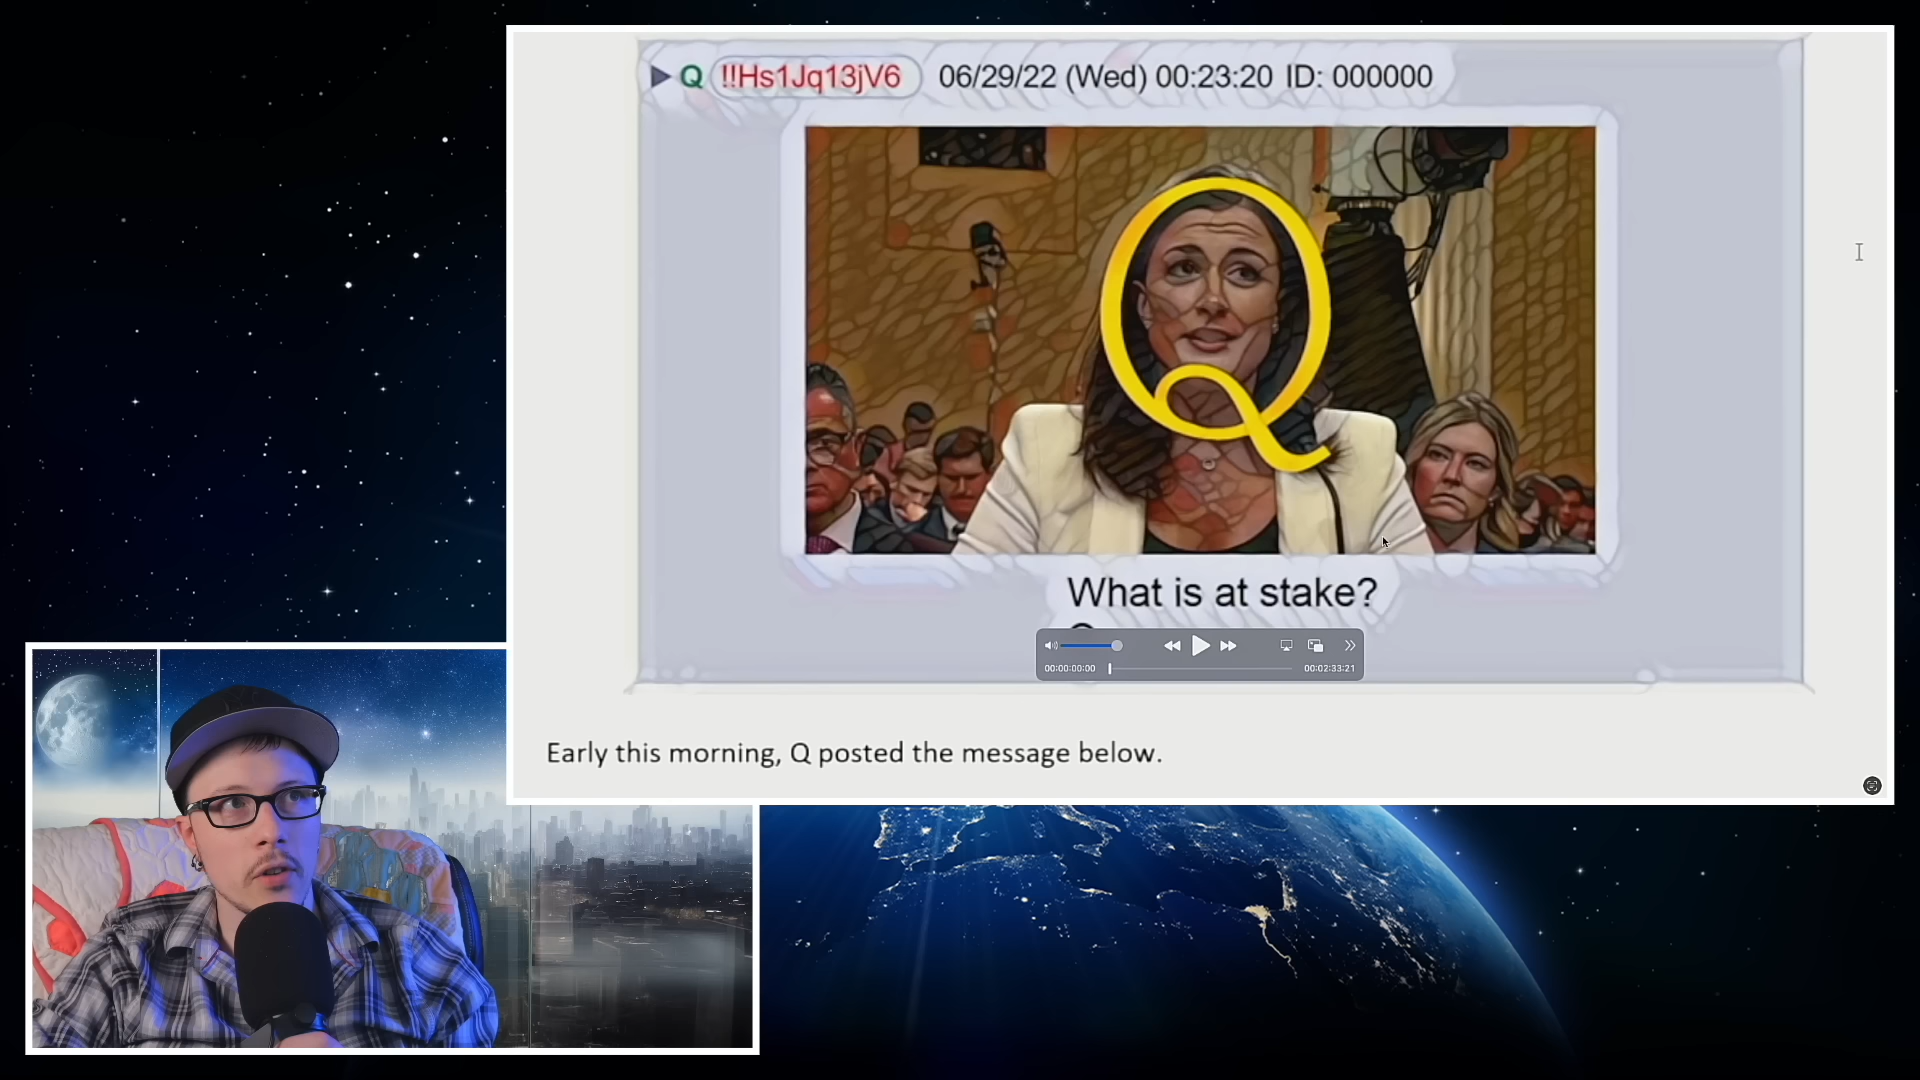 Q !!Hs1Jq13jV6 06/29/22 (Wed) 00:23:20 ID: 000000
Q
What is at stake?
00:00:00:00 00:02:33:21
Early this morning, Q posted the message below.